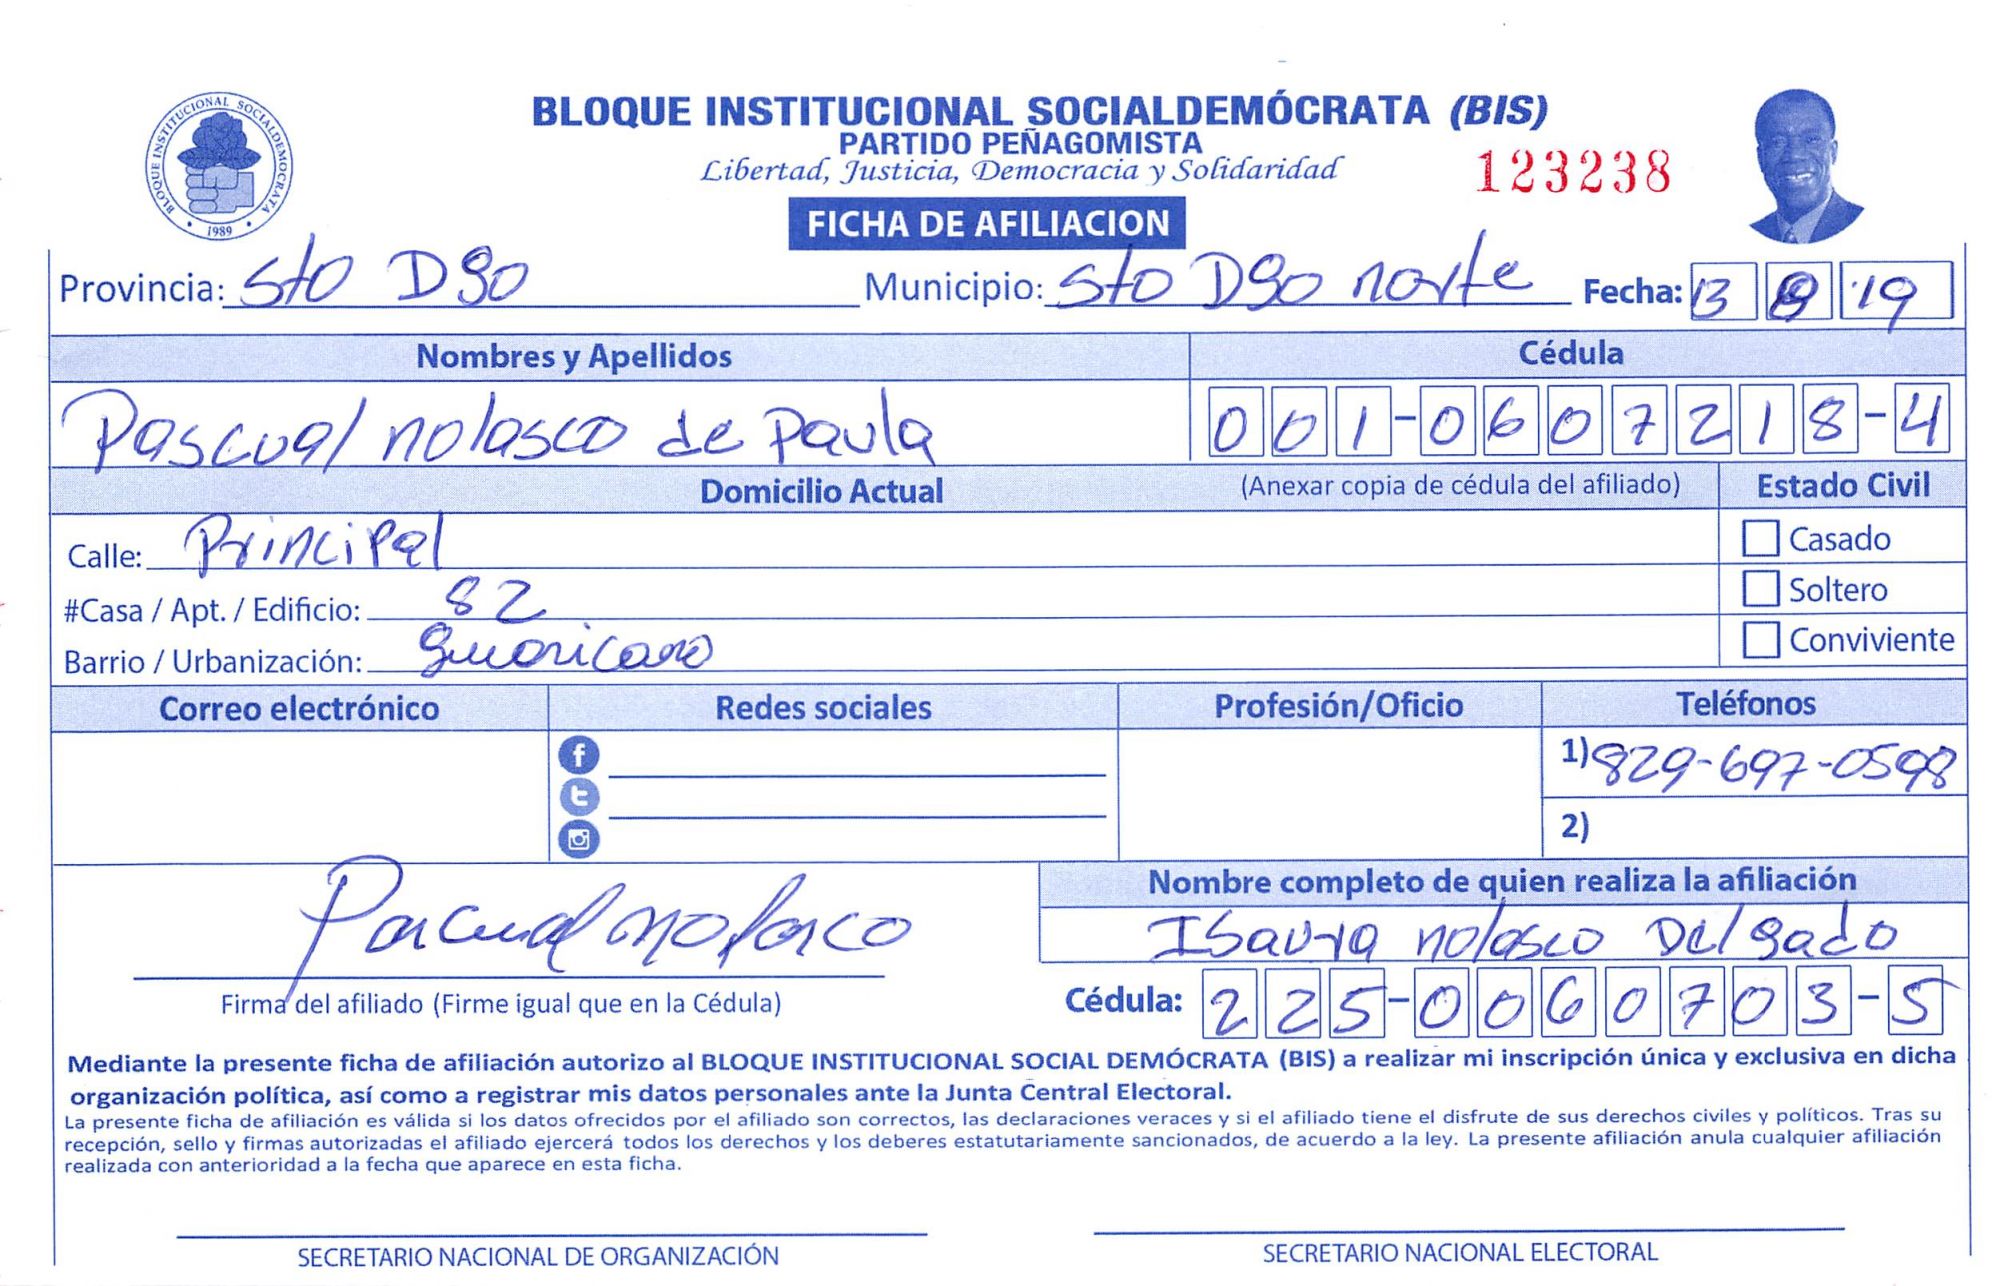 BLOQUE INSTITUCIONAL SOCIALDEMOCRATA
1989
BLOQUE INSTITUCIONAL SOCIALDEMÓCRATA (BIS)
PARTIDO PEÑAGOMISTA
Libertad, Justicia, Democracia y Solidaridad
123238
FICHA DE AFILIACION
Provincia: Sto Dgo Municipio: Sto Dgo norte Fecha: 13 8 19
Nombres y Apellidos Cédula
Pascual nolasco de Paula 001-0607218-4
Domicilio Actual (Anexar copia de cédula del afiliado) Estado Civil
Calle: Principal Casado
#Casa / Apt. / Edificio: 82 Soltero
Barrio / Urbanización: guaricano Conviviente
Correo electrónico Redes sociales Profesión/Oficio Teléfonos
1) 829-697-0598
2)
Nombre completo de quien realiza la afiliación
Pascual nolasco Isaura nolasco Delgado
Firma del afiliado (Firme igual que en la Cédula) Cédula: 225-0060703-5
Mediante la presente ficha de afiliación autorizo al BLOQUE INSTITUCIONAL SOCIAL DEMÓCRATA (BIS) a realizar mi inscripción única y exclusiva en dicha
organización política, así como a registrar mis datos personales ante la Junta Central Electoral.
La presente ficha de afiliación es válida si los datos ofrecidos por el afiliado son correctos, las declaraciones veraces y si el afiliado tiene el disfrute de sus derechos civiles y políticos. Tras su
recepción, sello y firmas autorizadas el afiliado ejercerá todos los derechos y los deberes estatutariamente sancionados, de acuerdo a la ley. La presente afiliación anula cualquier afiliación
realizada con anterioridad a la fecha que aparece en esta ficha.
SECRETARIO NACIONAL DE ORGANIZACIÓN SECRETARIO NACIONAL ELECTORAL